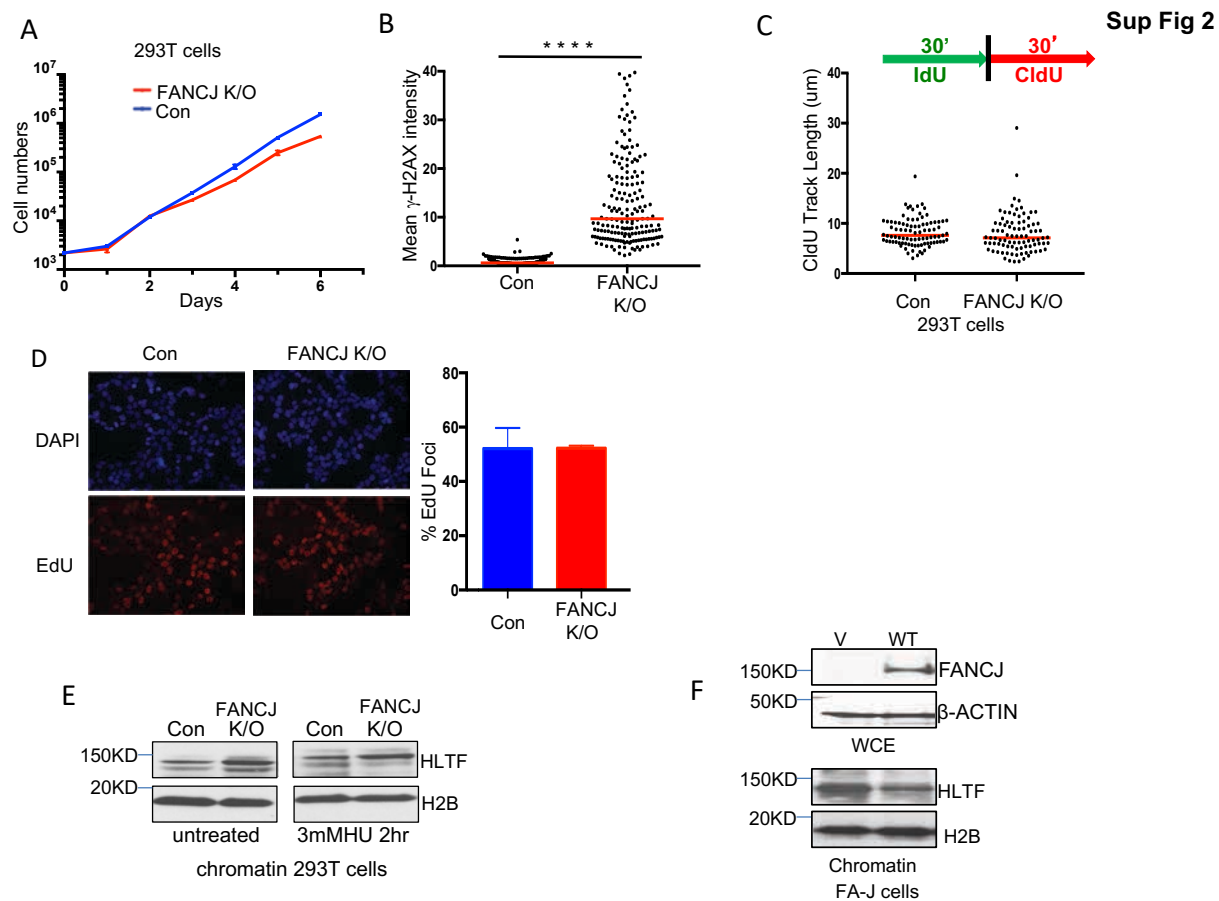 Sup Fig 2
A
293T cells
FANCJ K/O
Con
Cell numbers
10^7
10^6
10^5
10^4
10^3
0 2 4 6
Days
B
****
Mean γ-H2AX intensity
40
30
20
10
0
Con
FANCJ
K/O
C
30' 30'
IdU CldU
CldU Track Length (um)
40
30
20
10
0
Con FANCJ K/O
293T cells
D
Con FANCJ K/O
DAPI
EdU
% EdU Foci
80
60
40
20
0
Con
FANCJ
K/O
E
Con
FANCJ
K/O
Con
FANCJ
K/O
150KD
HLTF
20KD
H2B
untreated
3mMHU 2hr
chromatin 293T cells
F
V WT
150KD
FANCJ
50KD
β-ACTIN
WCE
150KD
HLTF
20KD
H2B
Chromatin
FA-J cells